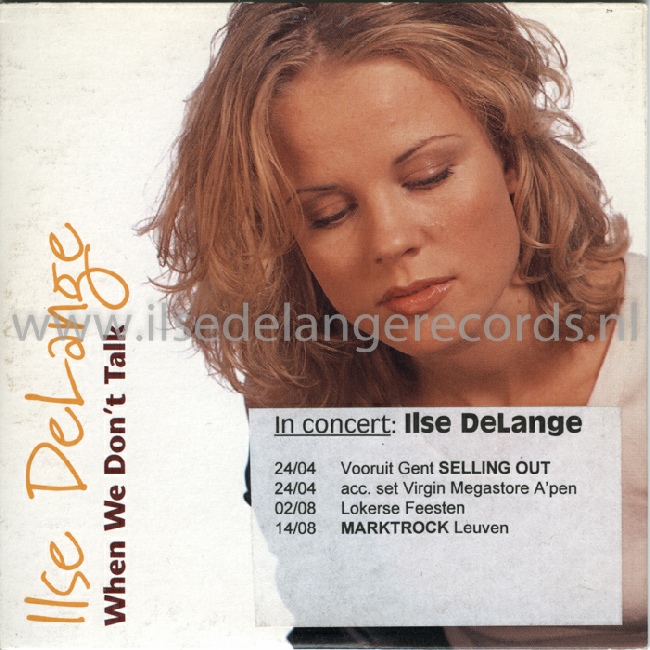 Ilse DeLange
When We Don't Talk
www.ilsedelangerecords.nl
In concert: Ilse DeLange
24/04 Vooruit Gent SELLING OUT
24/04 acc. set Virgin Megastore A'pen
02/08 Lokerse Feesten
14/08 MARKTROCK Leuven